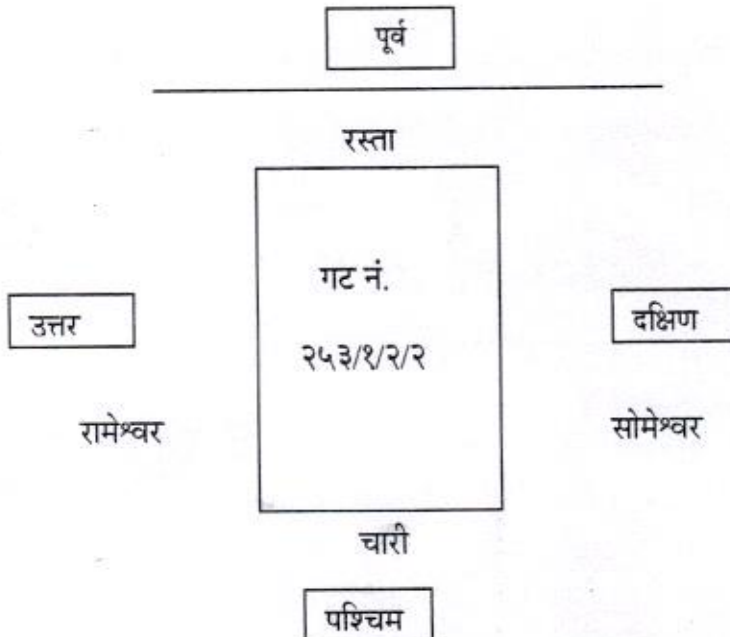 पूर्व
रस्ता
गट नं.
उत्तर
दक्षिण
२५३/१/२/२
रामेश्वर
सोमेश्वर
चारी
पश्चिम